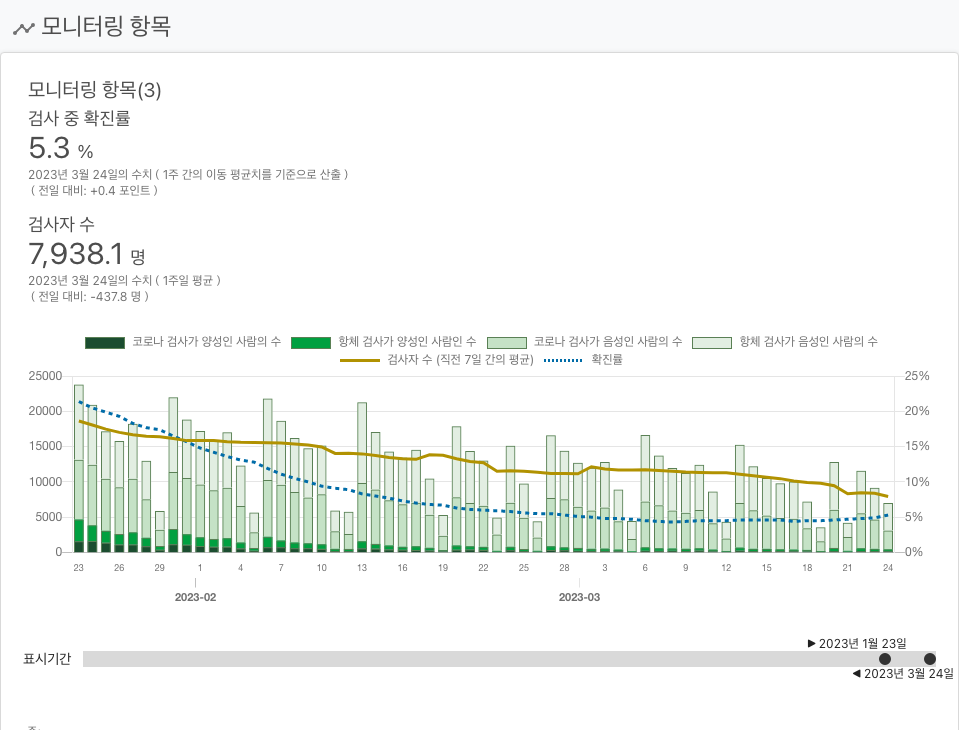 모니터링 항목
모니터링 항목(3)
검사 중 확진률
5.3 %
2023년 3월 24일의 수치 ( 1주 간의 이동 평균치를 기준으로 산출 )
( 전일 대비: +0.4 포인트 )
검사자 수
7,938.1 명
2023년 3월 24일의 수치 ( 1주일 평균 )
( 전일 대비: -437.8 명 )
코로나 검사가 양성인 사람의 수 항체 검사가 양성인 사람인 수 코로나 검사가 음성인 사람의 수 항체 검사가 음성인 사람의 수
검사자 수 (직전 7일 간의 평균) 확진률
25000 25%
20000 20%
15000 15%
10000 10%
5000 5%
0 0%
23 26 29 1 4 7 10 13 16 19 22 25 28 3 6 9 12 15 18 21 24
2023-02 2023-03
▶ 2023년 1월 23일
표시기간
◀ 2023년 3월 24일